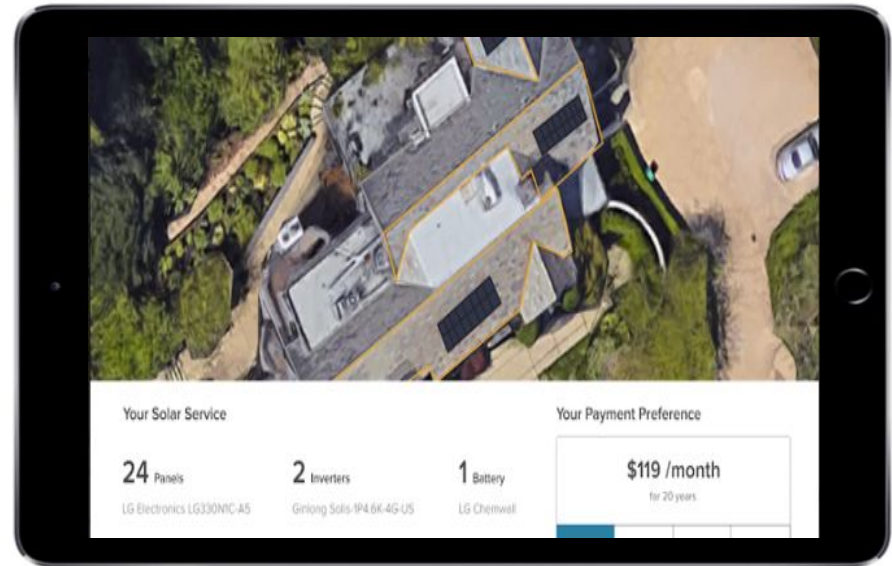 Your Solar Service
24 Panels
LG Electronics LG330N1C-A5
2 Inverters
Ginlong Solis-1P4.6K-4G-US
1 Battery
LG Chemwall
Your Payment Preference
$119 /month
for 20 years